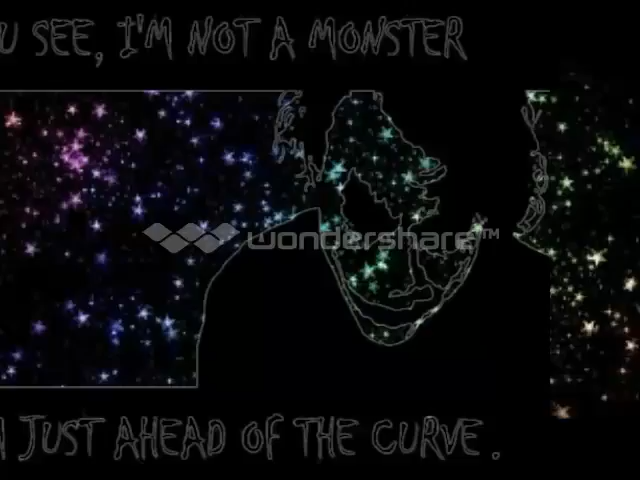 U SEE, I'M NOT A MONSTER
wondershare™
JUST AHEAD OF THE CURVE.